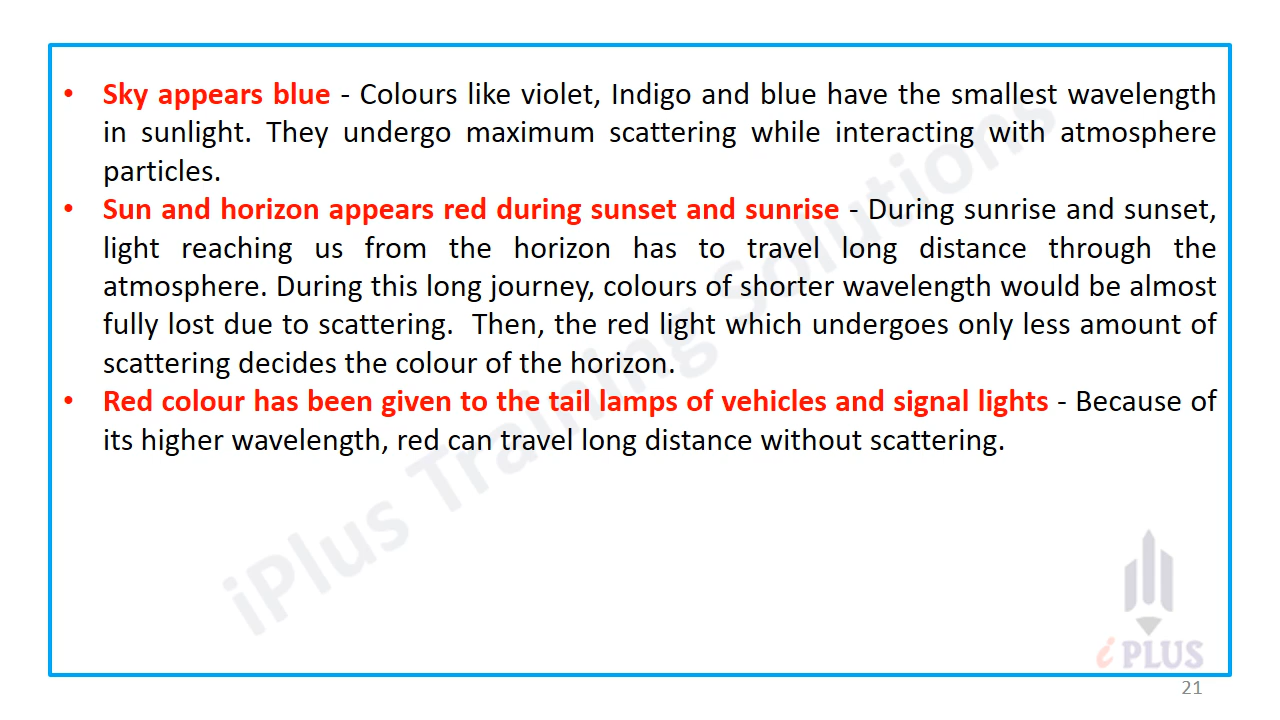 • Sky appears blue - Colours like violet, Indigo and blue have the smallest wavelength
in sunlight. They undergo maximum scattering while interacting with atmosphere
particles.
• Sun and horizon appears red during sunset and sunrise - During sunrise and sunset,
light reaching us from the horizon has to travel long distance through the
atmosphere. During this long journey, colours of shorter wavelength would be almost
fully lost due to scattering.  Then, the red light which undergoes only less amount of
scattering decides the colour of the horizon.
• Red colour has been given to the tail lamps of vehicles and signal lights - Because of
its higher wavelength, red can travel long distance without scattering.
iPlus Training Solutions
i PLUS
21